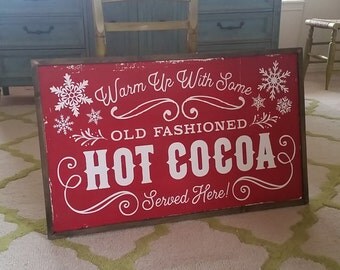 Warm Up With Some
OLD FASHIONED
HOT COCOA
Served Here!